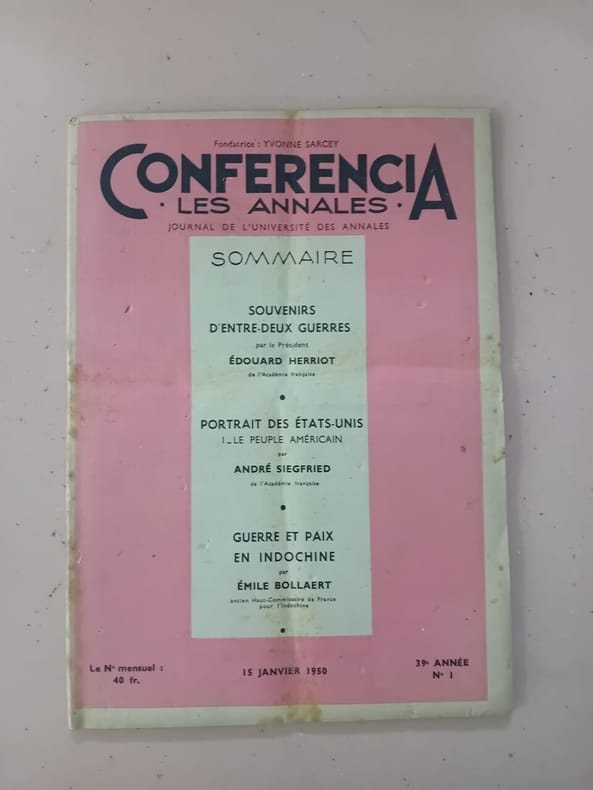 Fondatrice : YVONNE SARCEY
CONFERENCIA
· LES ANNALES ·
JOURNAL DE L'UNIVERSITÉ DES ANNALES
SOMMAIRE
SOUVENIRS
D'ENTRE-DEUX GUERRES
par le Président
ÉDOUARD HERRIOT
de l'Académie française
•
PORTRAIT DES ÉTATS-UNIS
I_LE PEUPLE AMÉRICAIN
par
ANDRÉ SIEGFRIED
de l'Académie française
•
GUERRE ET PAIX
EN INDOCHINE
par
ÉMILE BOLLAERT
ancien Haut-Commissaire de France
pour l'Indochine
•
Le N° mensuel :
40 fr.
15 JANVIER 1950
39e ANNÉE
N° 1